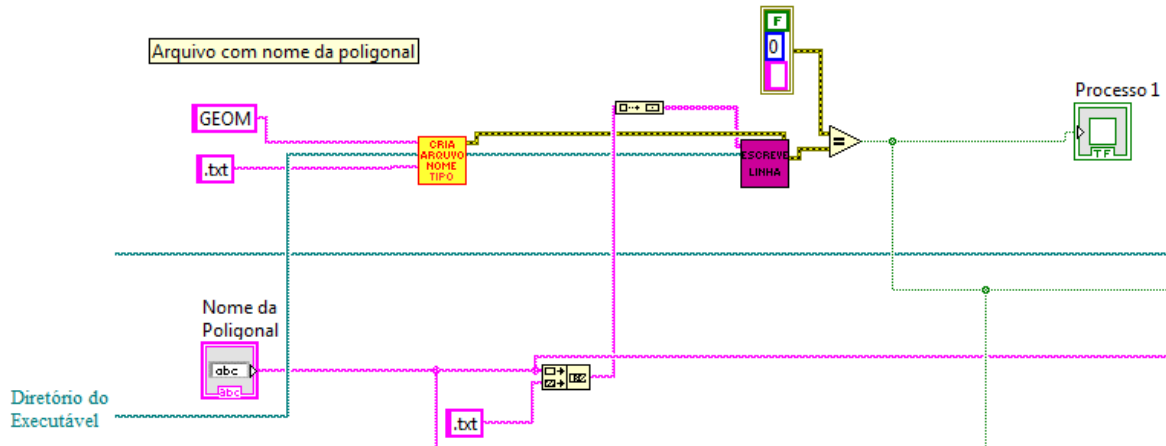 Arquivo com nome da poligonal
F
0
Processo 1
GEOM
CRIA
ARQUVO
NOME
TIPO
ESCREVE
LINHA
=
TF
.txt
Nome da
Poligonal
abc
abc
Diretório do
Executável
.txt